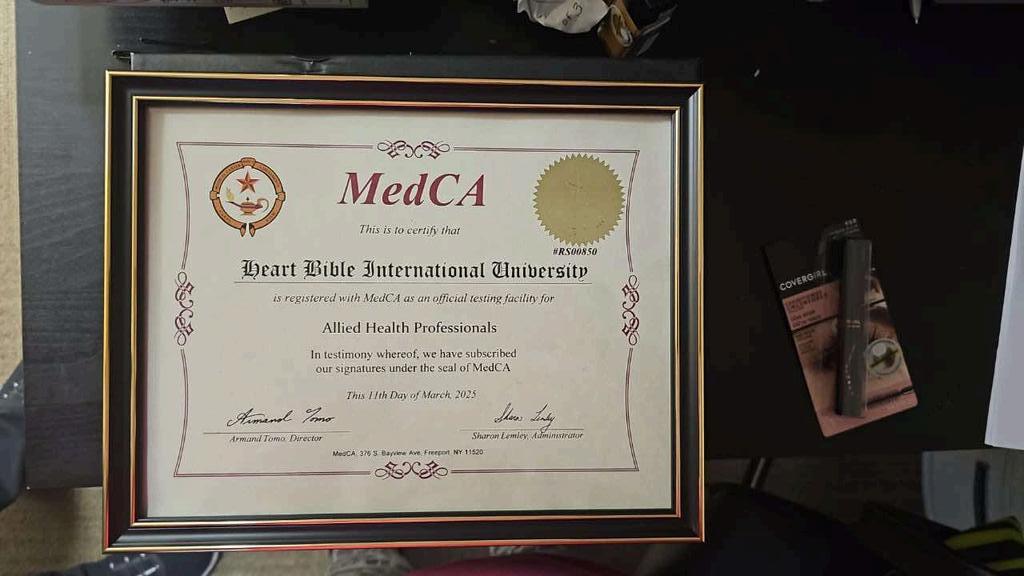 MedCA
This is to certify that
#RS00850
Heart Bible International University
is registered with MedCA as an official testing facility for
Allied Health Professionals
In testimony whereof, we have subscribed
our signatures under the seal of MedCA
This 11th Day of March, 2025
Armand Tomo
Armand Tomo, Director
Sharon Lemley, Administrator
MedCA, 376 S. Bayview Ave, Freeport NY 11520
COVERGIRL